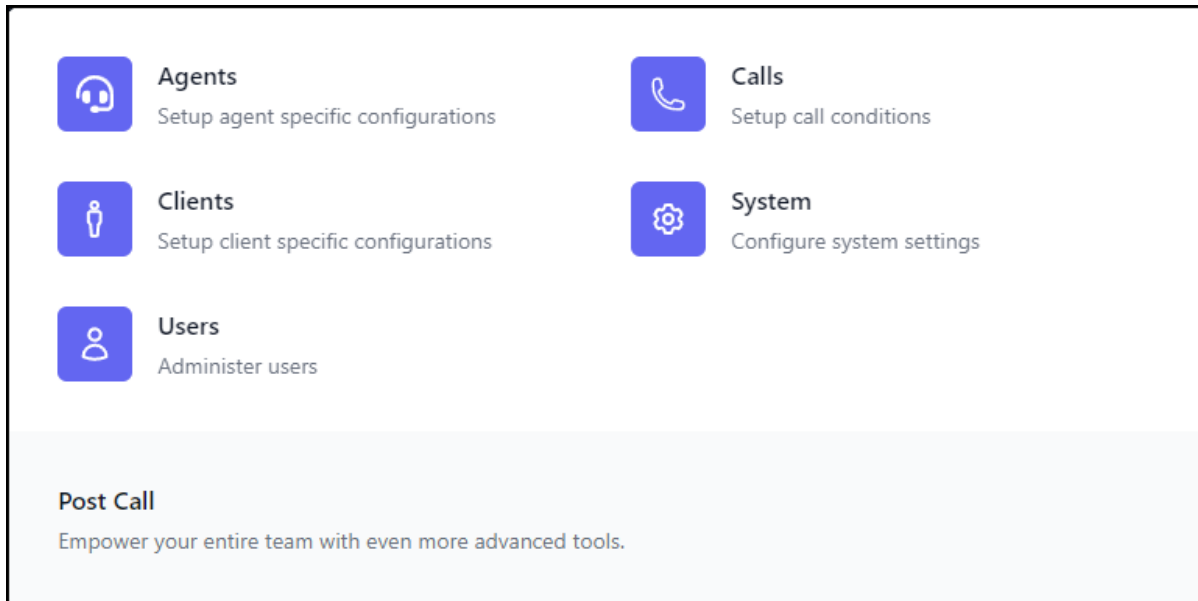 Agents
Setup agent specific configurations
Calls
Setup call conditions
Clients
Setup client specific configurations
System
Configure system settings
Users
Administer users
Post Call
Empower your entire team with even more advanced tools.